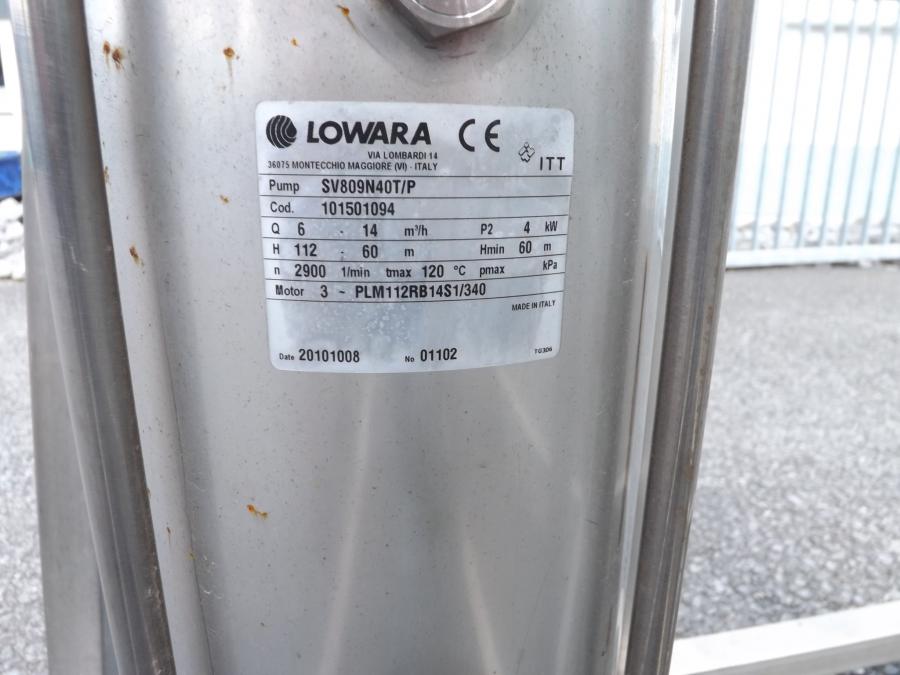 LOWARA CE
VIA LOMBARDI 14
36075 MONTECCHIO MAGGIORE (VI) - ITALY
ITT
Pump SV809N40T/P
Cod. 101501094
Q 6 - 14 m³/h P2 4 kW
H 112 - 60 m Hmin 60 m
n 2900 1/min tmax 120 °C pmax kPa
Motor 3 ~ PLM112RB14S1/340
MADE IN ITALY
Date 20101008 No 01102 TG306